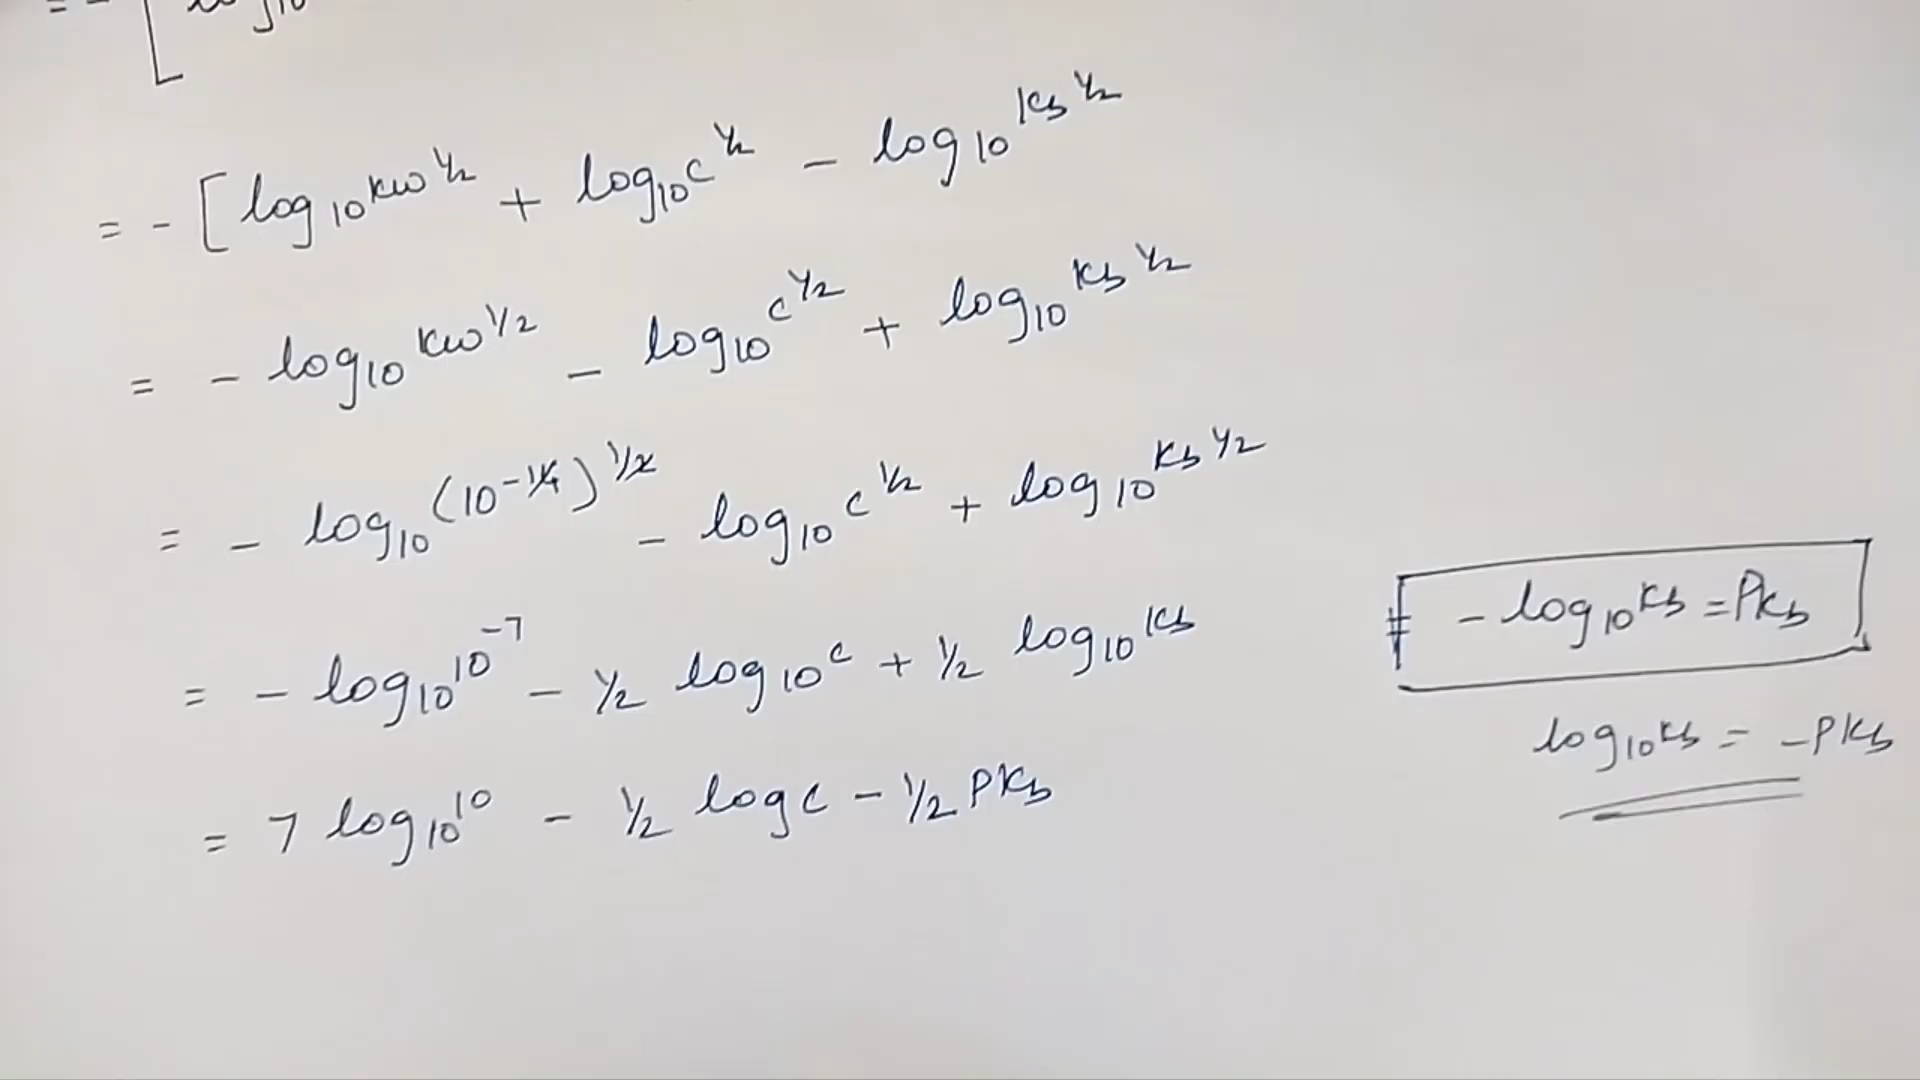 = - [ log10
= - [ log10 Kw^1/2 + log10 C^1/2 - log10 Kb^1/2
= - log10 Kw^1/2 - log10 C^1/2 + log10 Kb^1/2
= - log10 (10^-14)^1/2 - log10 C^1/2 + log10 Kb^1/2
- log10 Kb = PKb
= - log10 10^-7 - 1/2 log10 C + 1/2 log10 Kb
log10 Kb = -PKb
= 7 log10 10 - 1/2 log C - 1/2 PKb